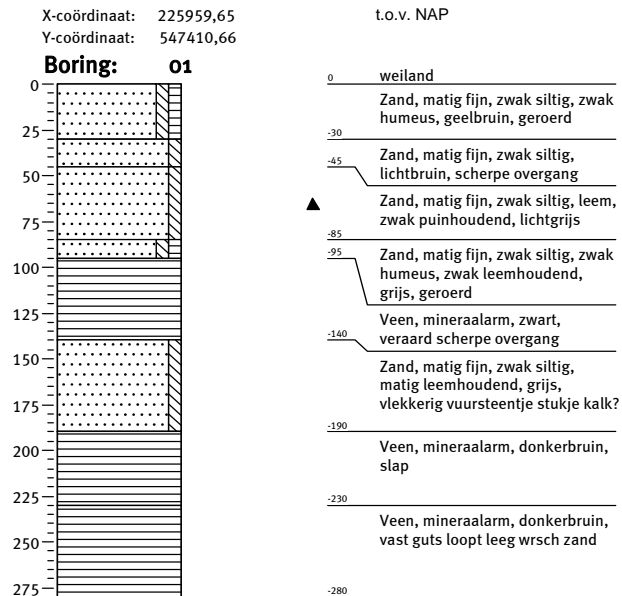 X-coördinaat: 225959,65
t.o.v. NAP
Y-coördinaat: 547410,66
Boring: 01
0
25
50
75
100
125
150
175
200
225
250
275
0
weiland
Zand, matig fijn, zwak siltig, zwak
humeus, geelbruin, geroerd
-30
Zand, matig fijn, zwak siltig,
lichtbruin, scherpe overgang
-45
Zand, matig fijn, zwak siltig, leem,
zwak puinhoudend, lichtgrijs
-85
Zand, matig fijn, zwak siltig, zwak
humeus, zwak leemhoudend,
grijs, geroerd
-95
Veen, mineraalarm, zwart,
veraard scherpe overgang
-140
Zand, matig fijn, zwak siltig,
matig leemhoudend, grijs,
vlekkerig vuursteentje stukje kalk?
-190
Veen, mineraalarm, donkerbruin,
slap
-230
Veen, mineraalarm, donkerbruin,
vast guts loopt leeg wrsch zand
-280